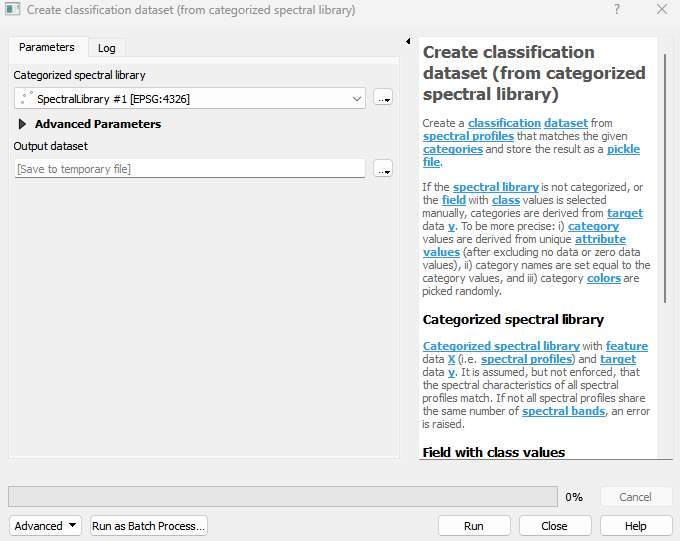 Create classification dataset (from categorized spectral library)
?
Parameters
Log
Categorized spectral library
SpectralLibrary #1 [EPSG:4326]
...
Advanced Parameters
Output dataset
[Save to temporary file]
...
Create classification
dataset (from categorized
spectral library)
Create a classification dataset from
spectral profiles that matches the given
categories and store the result as a pickle
file.
If the spectral library is not categorized, or
the field with class values is selected
manually, categories are derived from target
data y. To be more precise: i) category
values are derived from unique attribute
values (after excluding no data or zero data
values), ii) category names are set equal to the
category values, and iii) category colors are
picked randomly.
Categorized spectral library
Categorized spectral library with feature
data X (i.e. spectral profiles) and target
data y. It is assumed, but not enforced, that
the spectral characteristics of all spectral
profiles match. If not all spectral profiles share
the same number of spectral bands, an error
is raised.
Field with class values
0%
Cancel
Advanced
Run as Batch Process...
Run
Close
Help